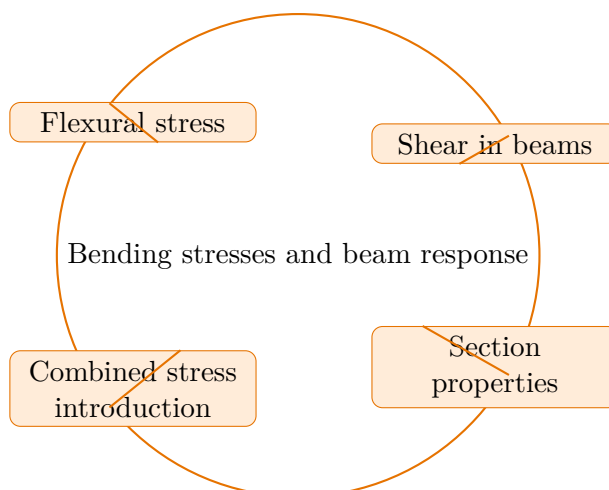 Flexural stress
Shear in beams
Bending stresses and beam response
Combined stress
introduction
Section
properties